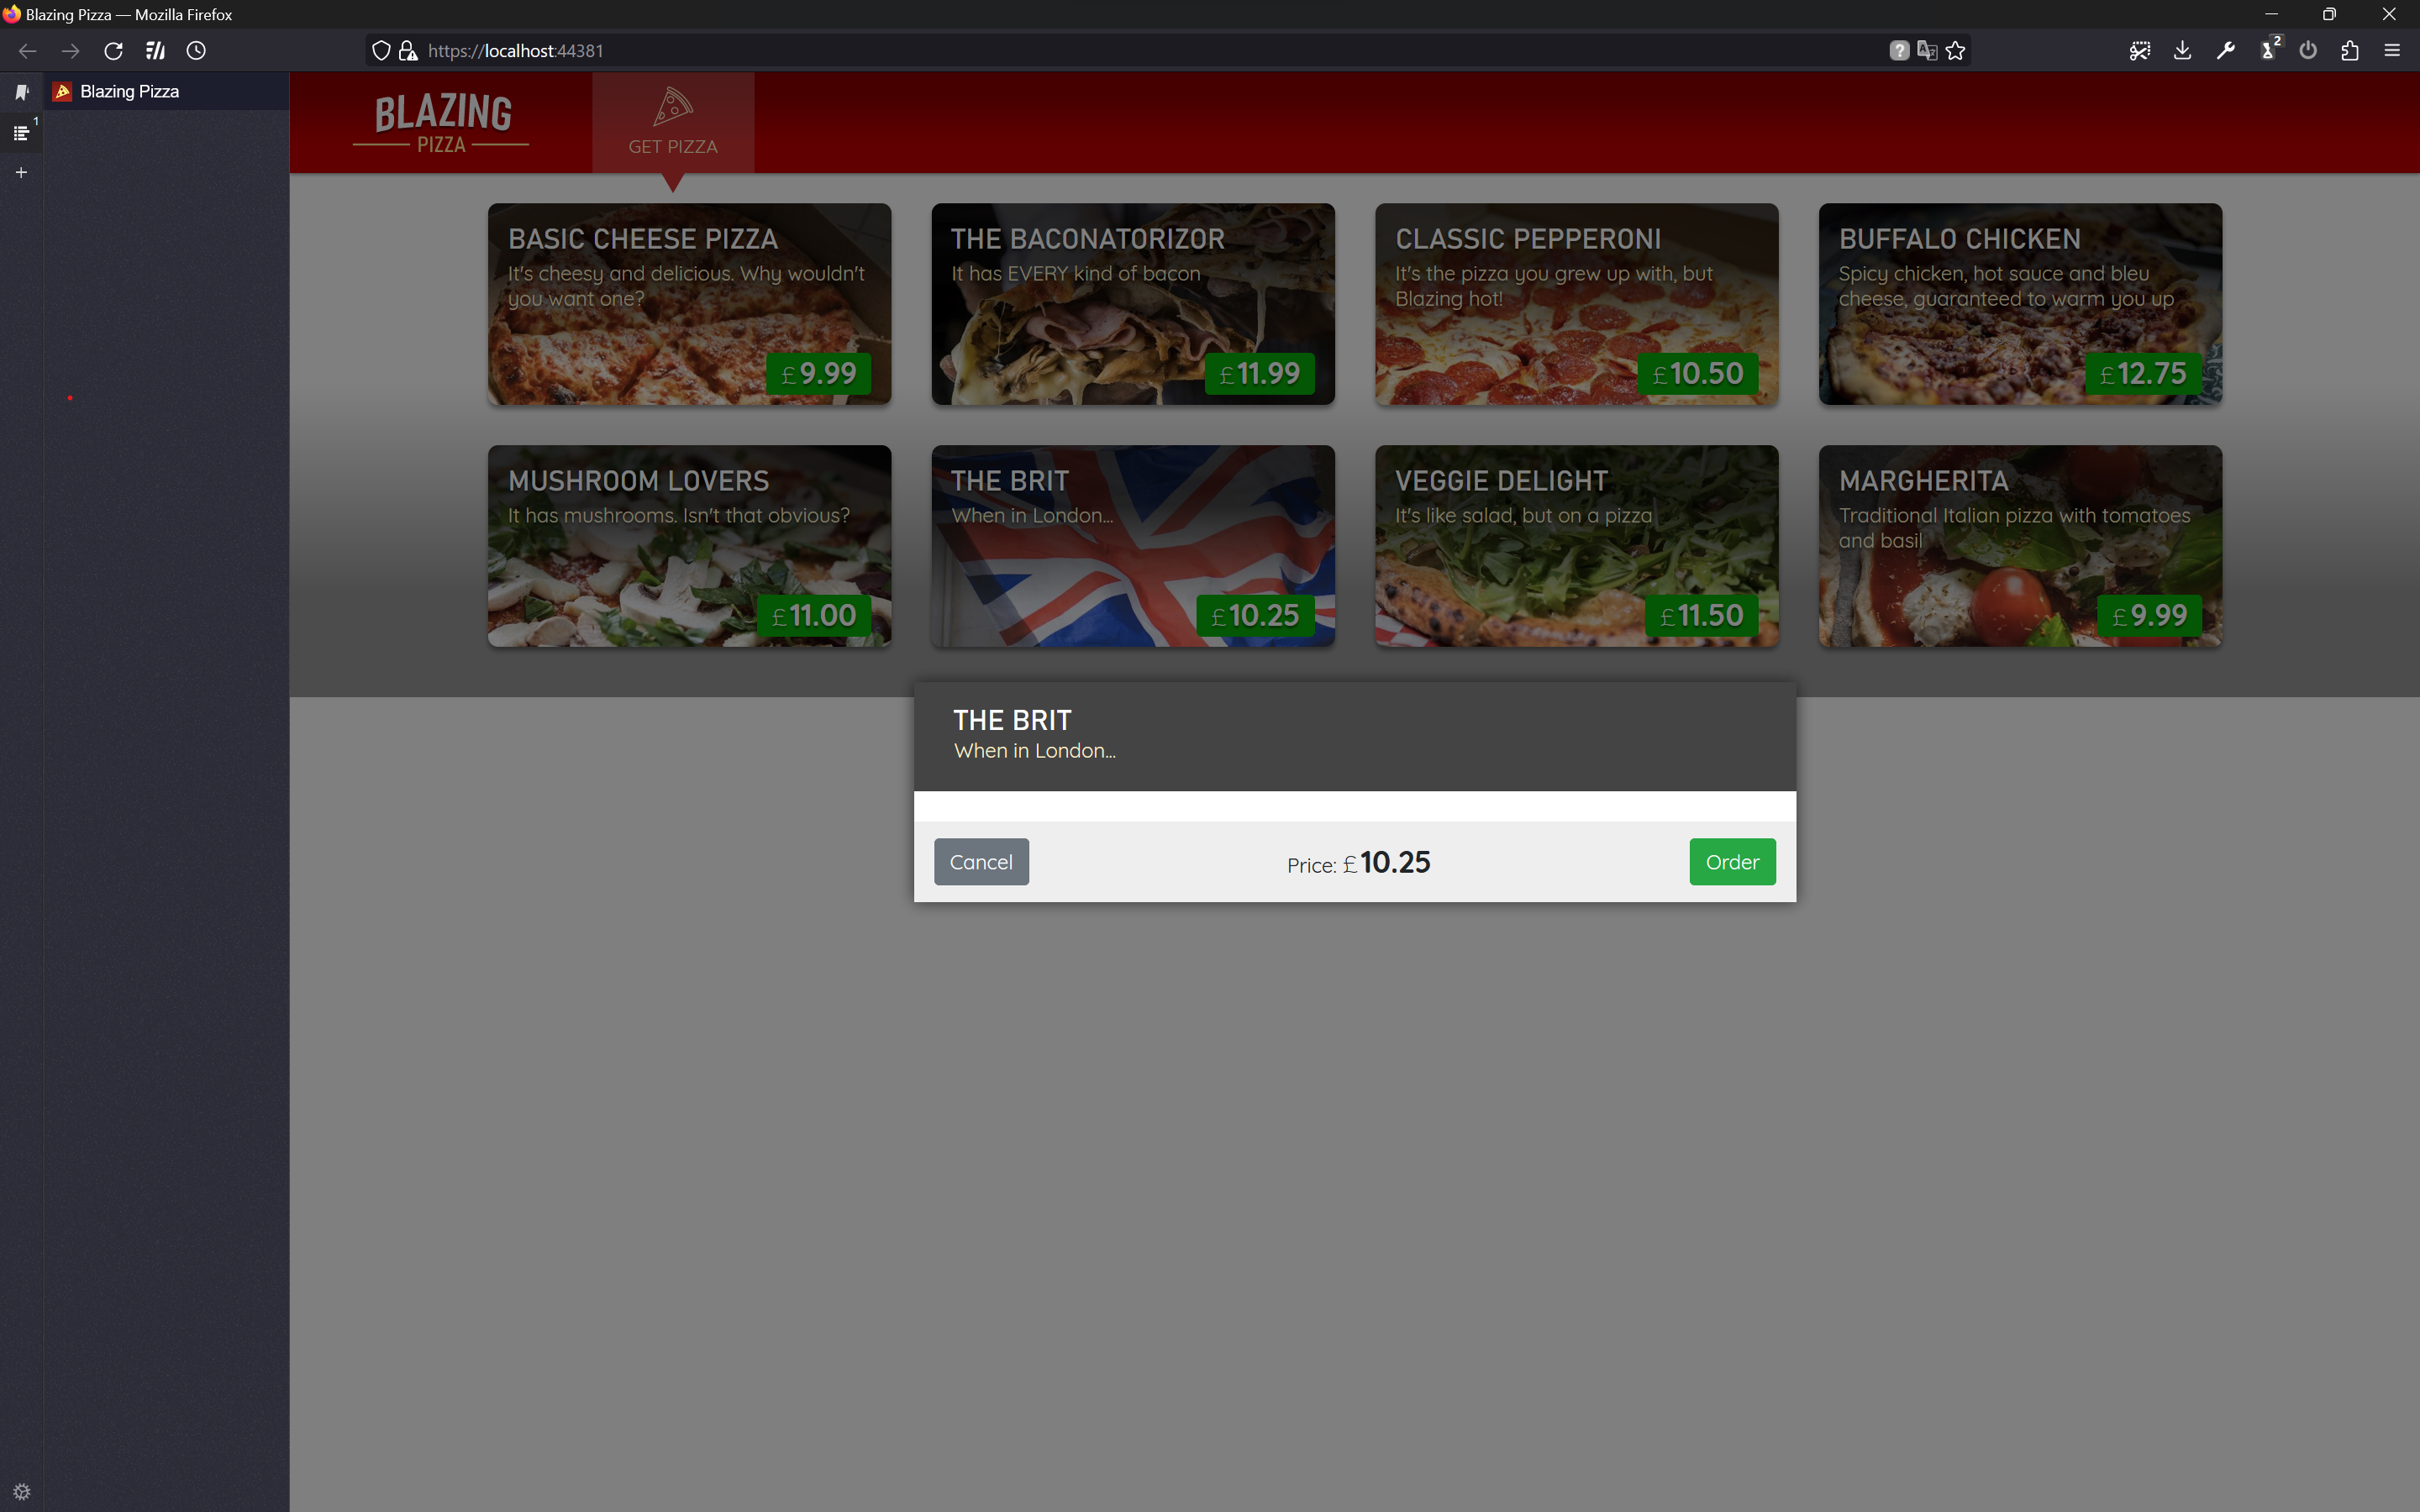 Blazing Pizza — Mozilla Firefox
https://localhost:44381
2
Blazing Pizza
1
BLAZING
PIZZA
GET PIZZA
BASIC CHEESE PIZZA
It's cheesy and delicious. Why wouldn't
you want one?
£9.99
THE BACONATORIZOR
It has EVERY kind of bacon
£11.99
CLASSIC PEPPERONI
It's the pizza you grew up with, but
Blazing hot!
£10.50
BUFFALO CHICKEN
Spicy chicken, hot sauce and bleu
cheese, guaranteed to warm you up
£12.75
MUSHROOM LOVERS
It has mushrooms. Isn't that obvious?
£11.00
THE BRIT
When in London...
£10.25
VEGGIE DELIGHT
It's like salad, but on a pizza
£11.50
MARGHERITA
Traditional Italian pizza with tomatoes
and basil
£9.99
THE BRIT
When in London...
Cancel
Price: £10.25
Order